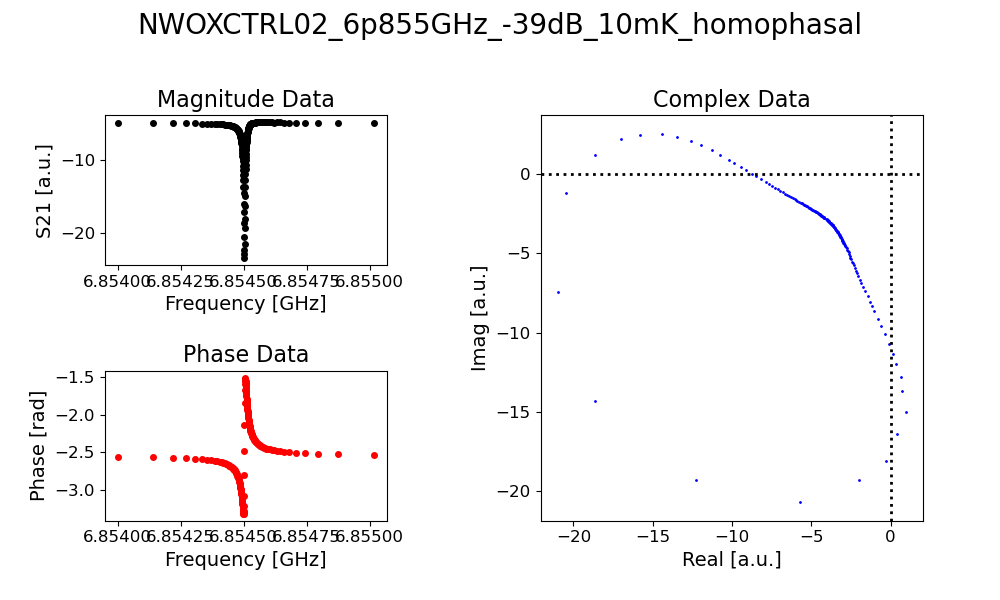 NWOXCTRL02_6p855GHz_-39dB_10mK_homophasal
Magnitude Data
S21 [a.u.]
−10
−20
6.85400 6.85425 6.85450 6.85475 6.85500
Frequency [GHz]
Phase Data
Phase [rad]
−1.5
−2.0
−2.5
−3.0
6.85400 6.85425 6.85450 6.85475 6.85500
Frequency [GHz]
Complex Data
Imag [a.u.]
0
−5
−10
−15
−20
−20 −15 −10 −5 0
Real [a.u.]